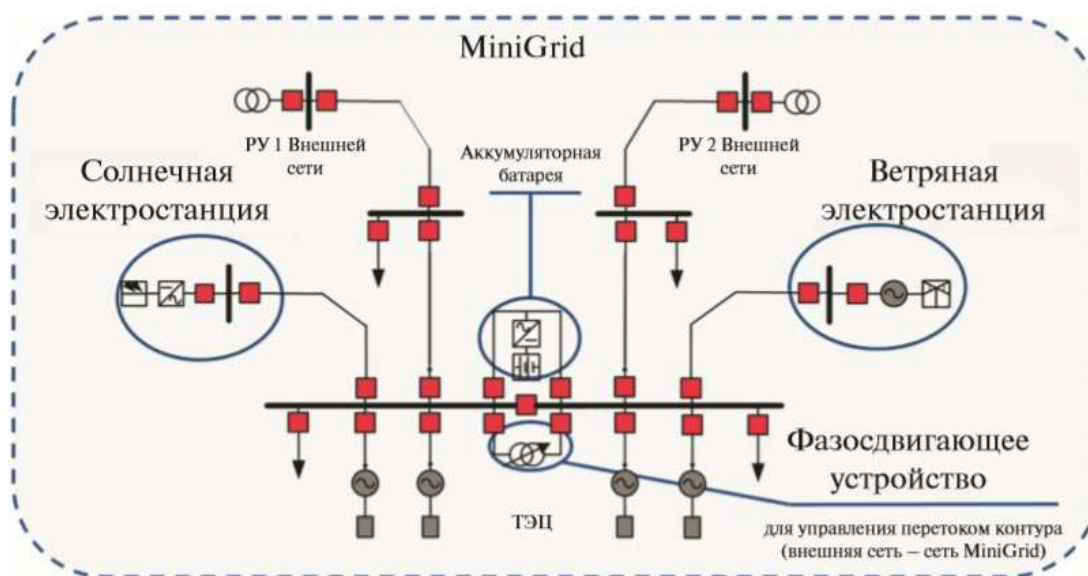 MiniGrid
РУ 1 Внешней
сети
Аккумуляторная
батарея
РУ 2 Внешней
сети
Солнечная
электростанция
Ветряная
электростанция
Фазосдвигающее
устройство
ТЭЦ
для управления перетоком контура
(внешняя сеть – сеть MiniGrid)